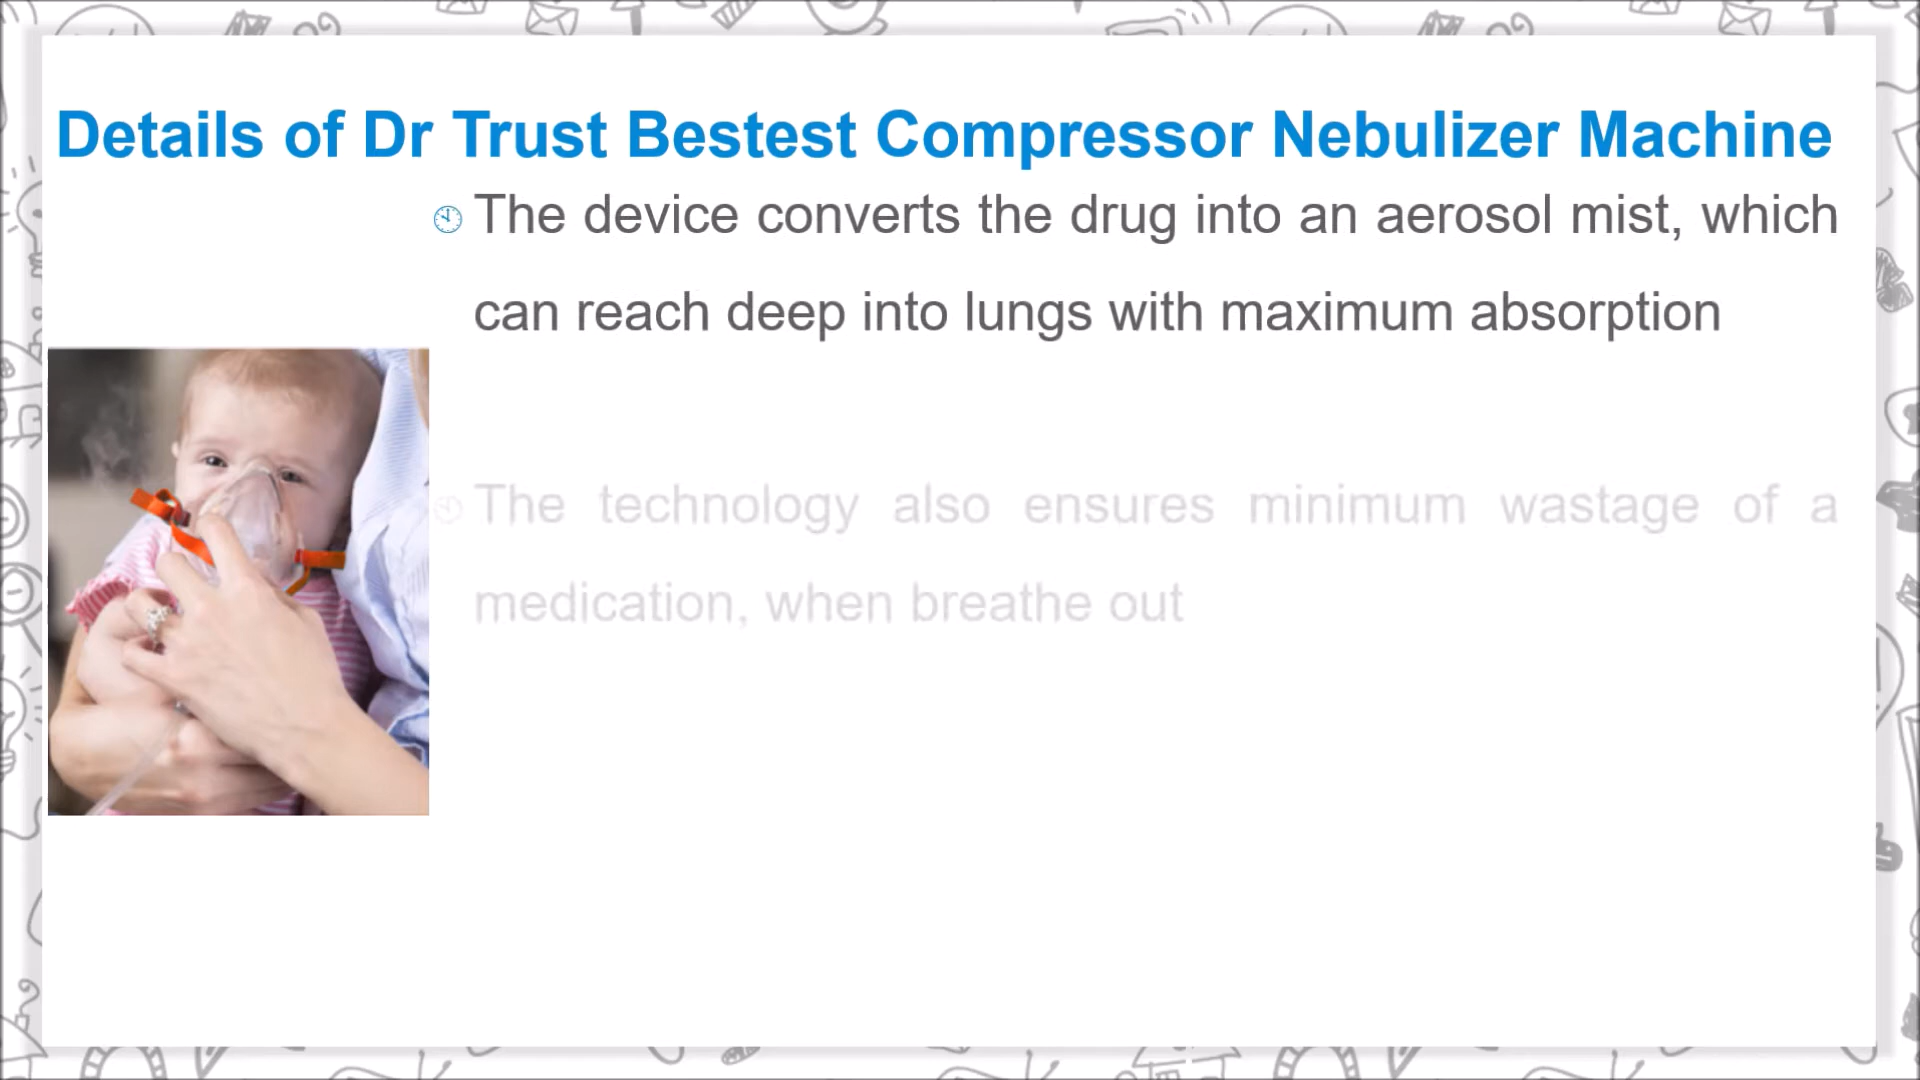 Details of Dr Trust Bestest Compressor Nebulizer Machine
The device converts the drug into an aerosol mist, which
can reach deep into lungs with maximum absorption
The technology also ensures minimum wastage of a
medication, when breathe out